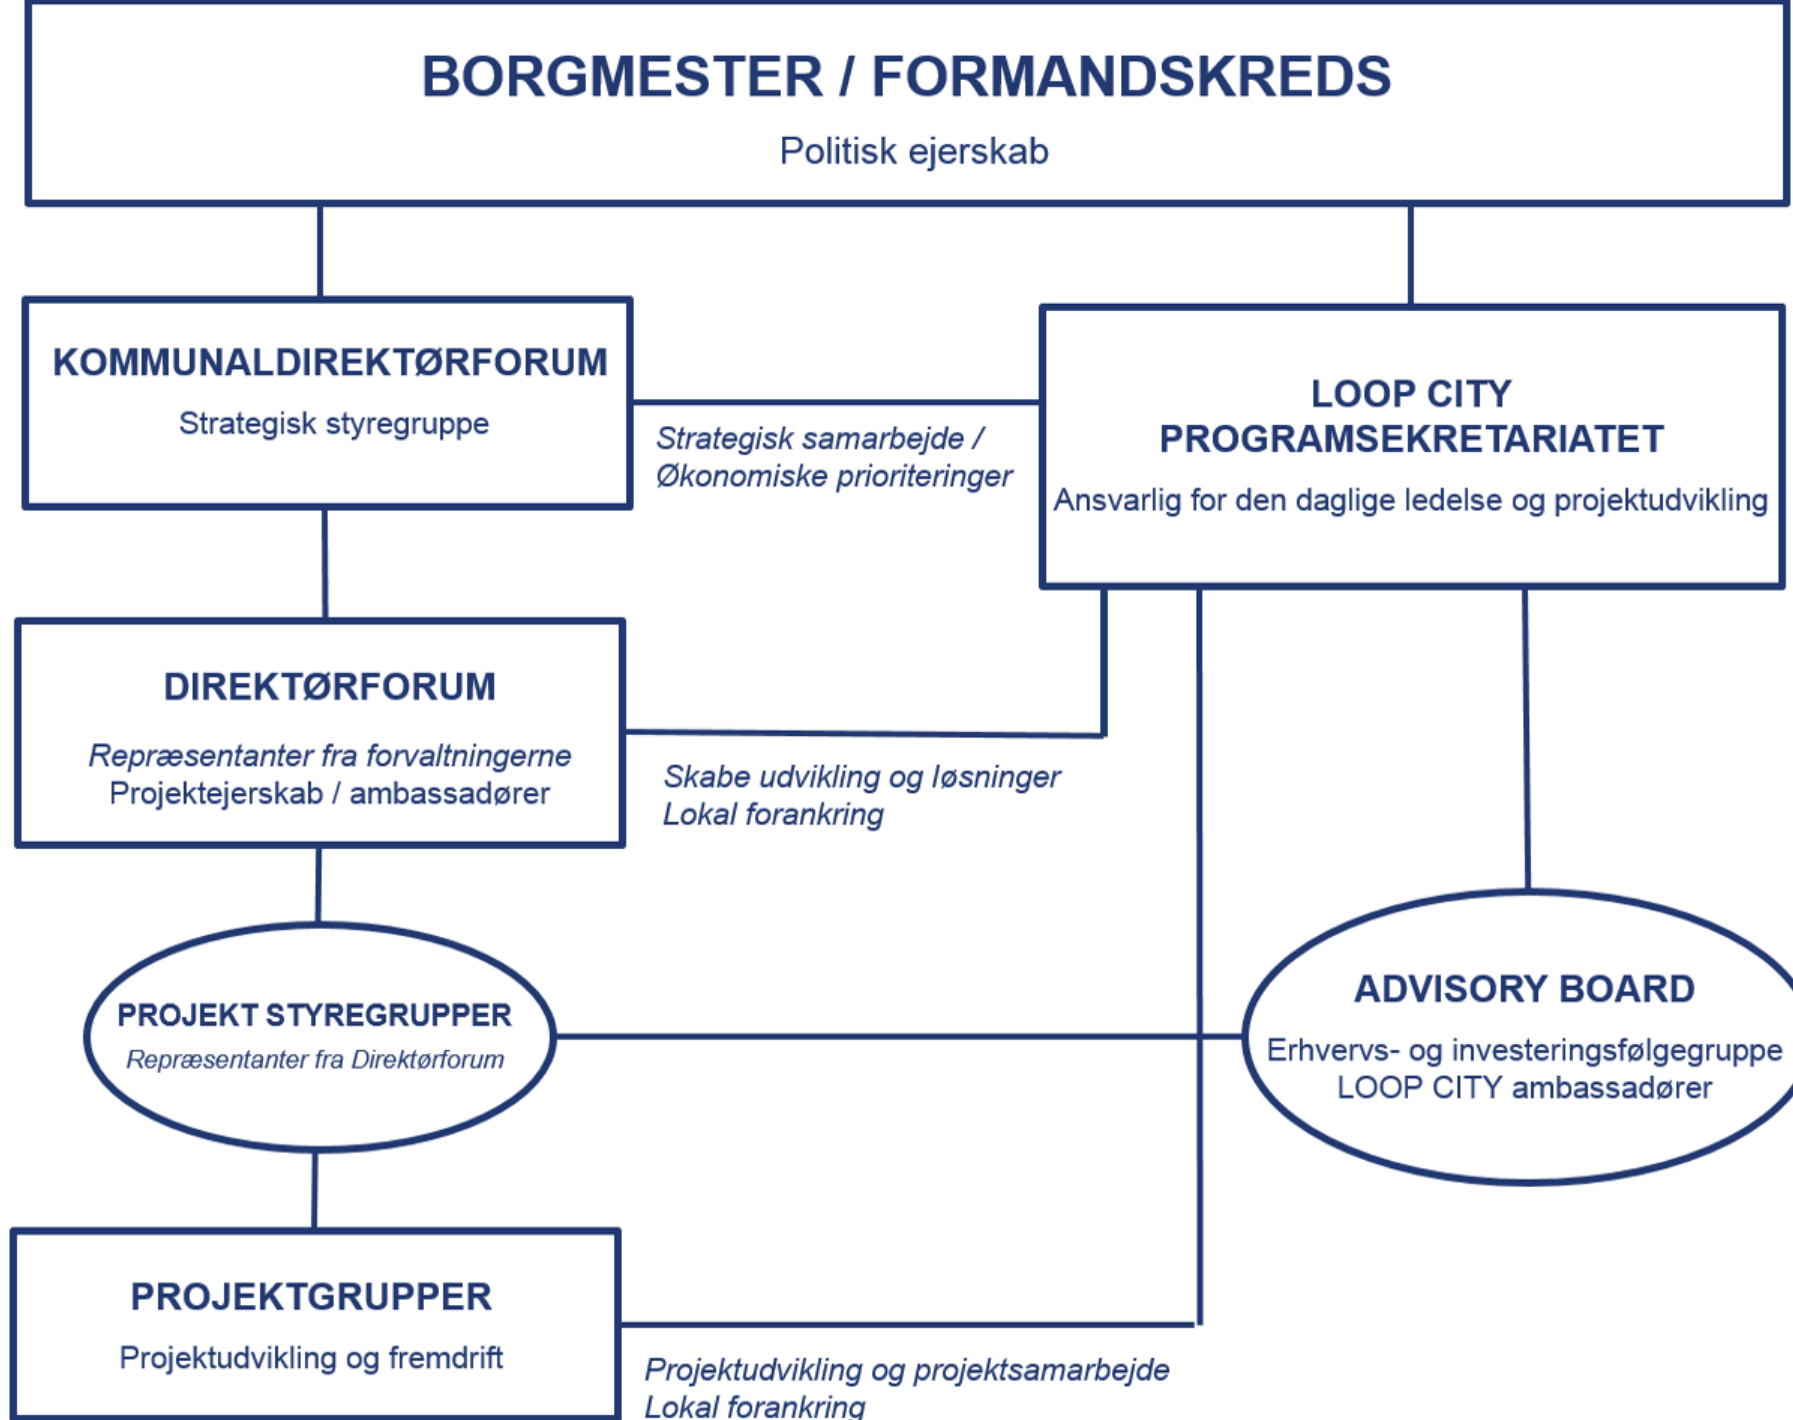 BORGMESTER / FORMANDSKREDS
Politisk ejerskab
KOMMUNALDIREKTØRFORUM
Strategisk styregruppe
Strategisk samarbejde /
Økonomiske prioriteringer
LOOP CITY
PROGRAMSEKRETARIATET
Ansvarlig for den daglige ledelse og projektudvikling
DIREKTØRFORUM
Repræsentanter fra forvaltningerne
Projektejerskab / ambassadører
Skabe udvikling og løsninger
Lokal forankring
PROJEKT STYREGRUPPER
Repræsentanter fra Direktørforum
ADVISORY BOARD
Erhvervs- og investeringsfølgegruppe
LOOP CITY ambassadører
PROJEKTGRUPPER
Projektudvikling og fremdrift
Projektudvikling og projektsamarbejde
Lokal forankring